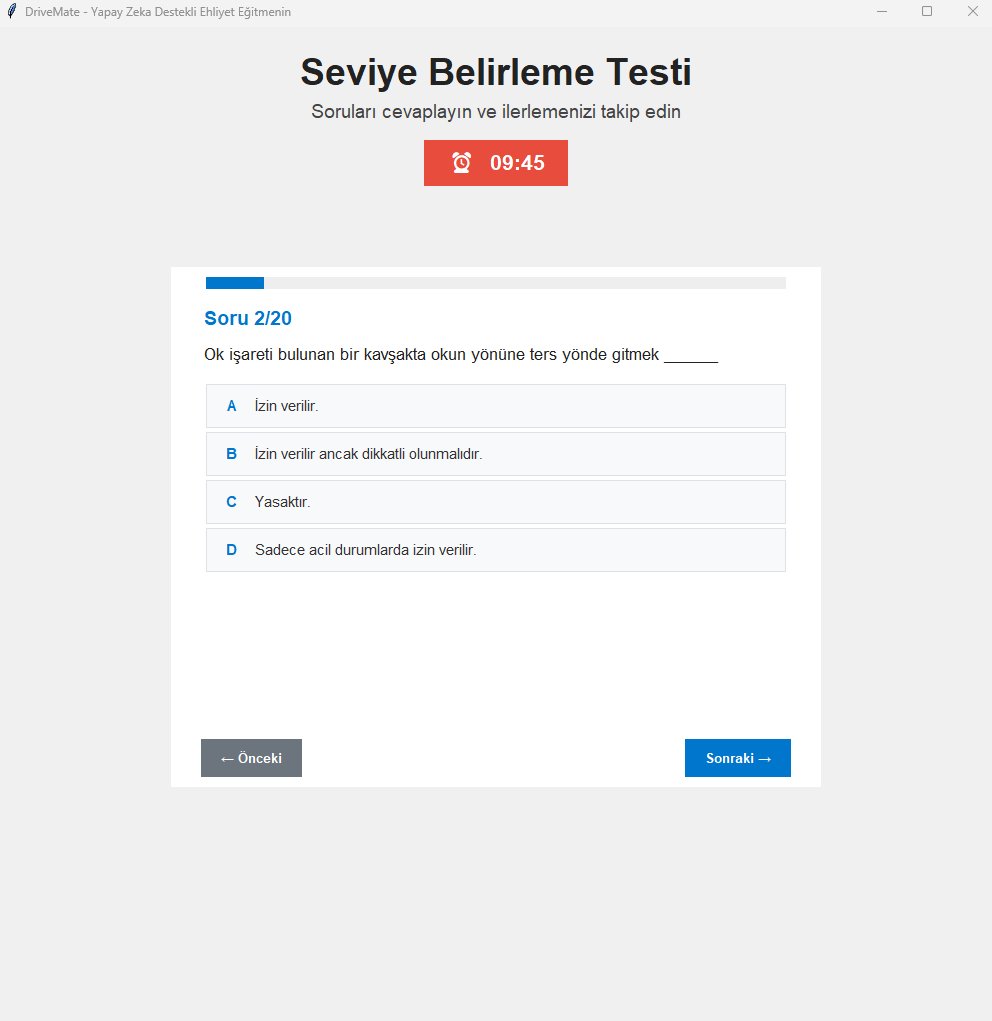 DriveMate - Yapay Zeka Destekli Ehliyet Eğitmenin
Seviye Belirleme Testi
Soruları cevaplayın ve ilerlemenizi takip edin
⏰ 09:45
Soru 2/20
Ok işareti bulunan bir kavşakta okun yönüne ters yönde gitmek ______
A İzin verilir.
B İzin verilir ancak dikkatli olunmalıdır.
C Yasaktır.
D Sadece acil durumlarda izin verilir.
← Önceki
Sonraki →